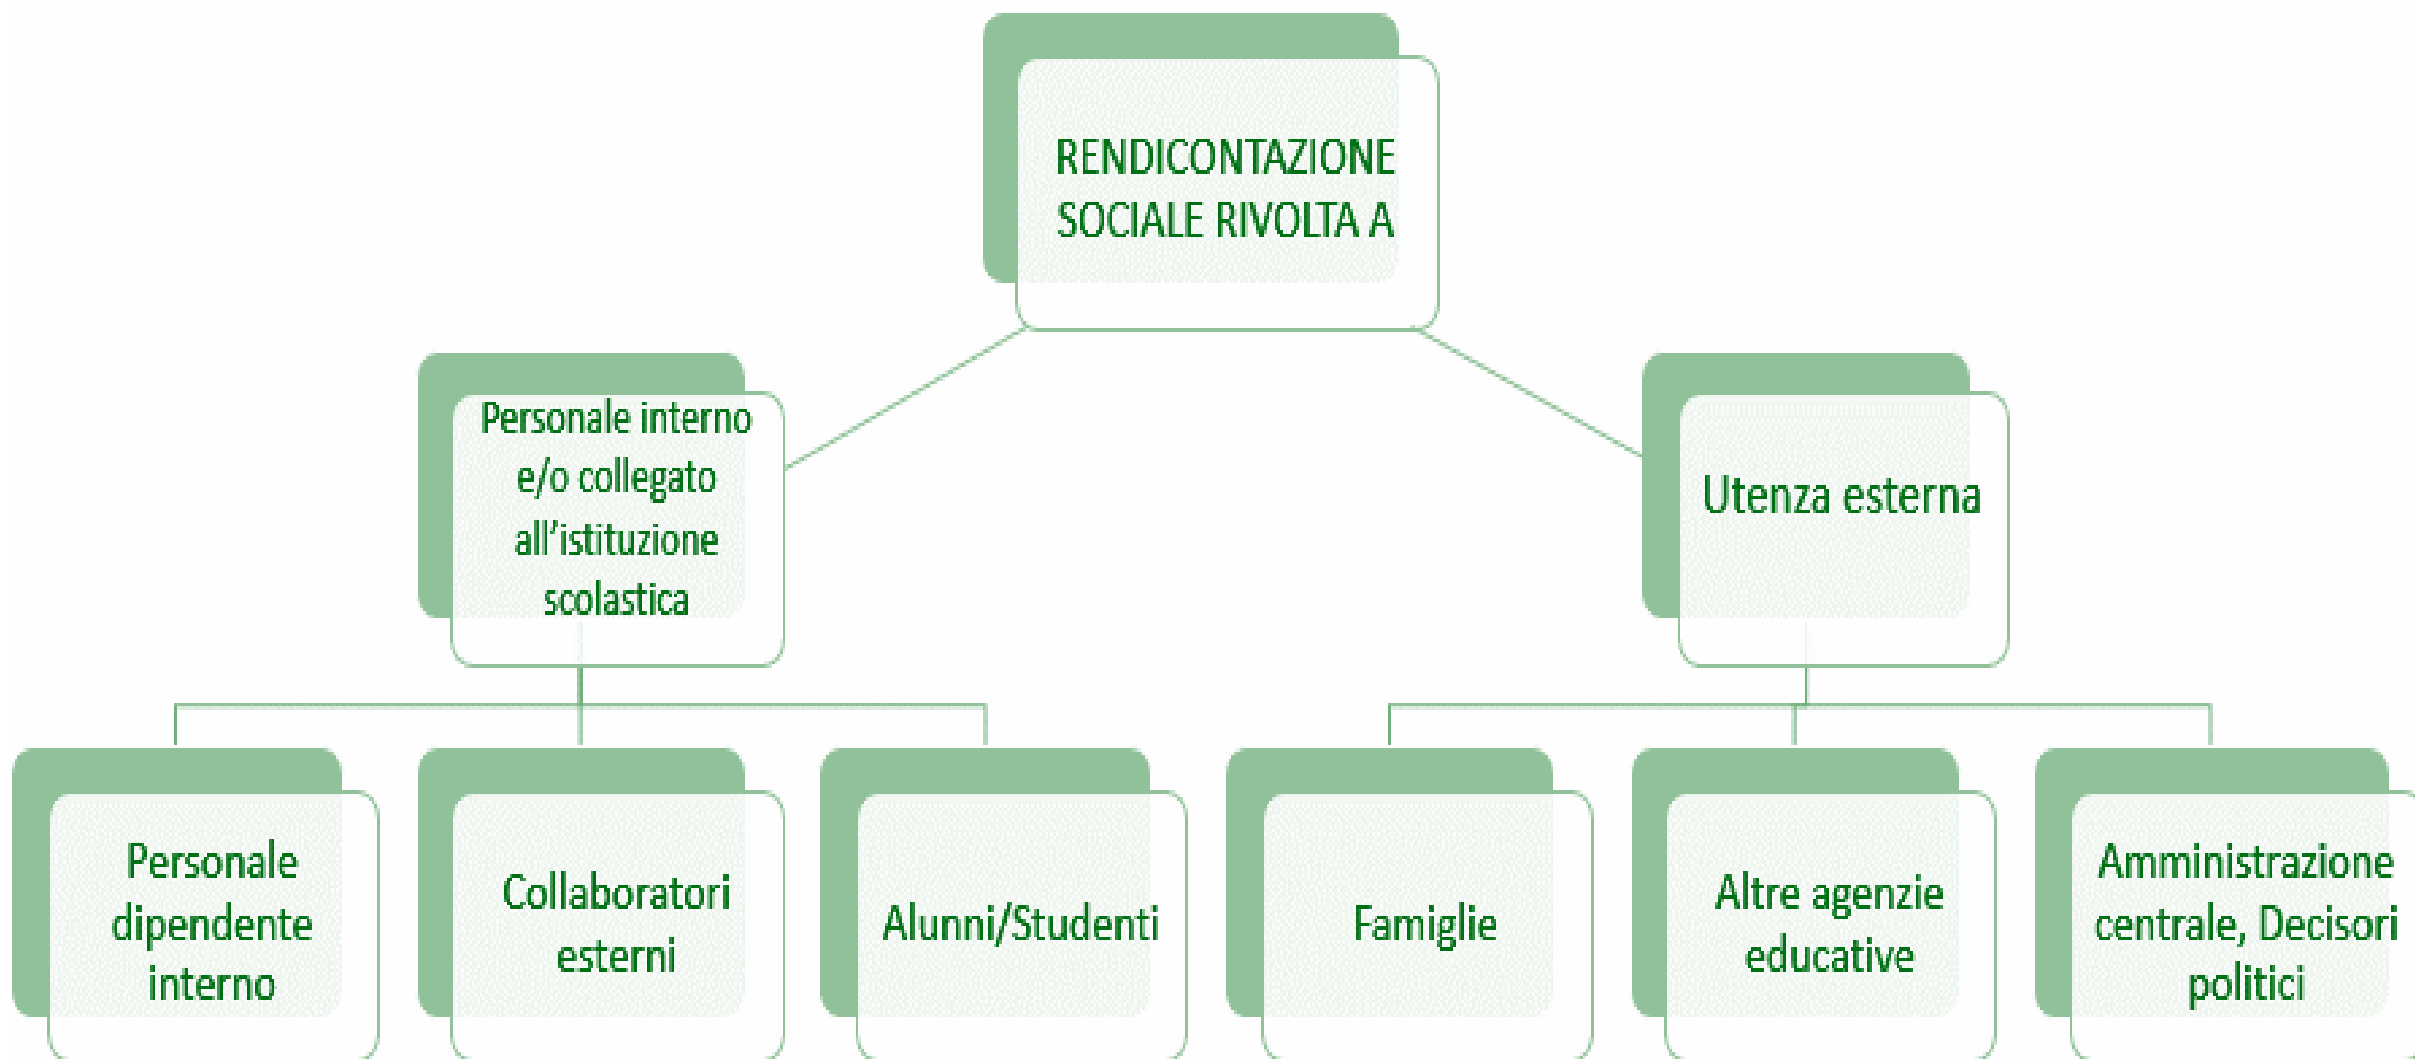 RENDICONTAZIONE
SOCIALE RIVOLTA A
Personale interno
e/o collegato
all’istituzione
scolastica
Utenza esterna
Personale
dipendente
interno
Collaboratori
esterni
Alunni/Studenti
Famiglie
Altre agenzie
educative
Amministrazione
centrale, Decisori
politici